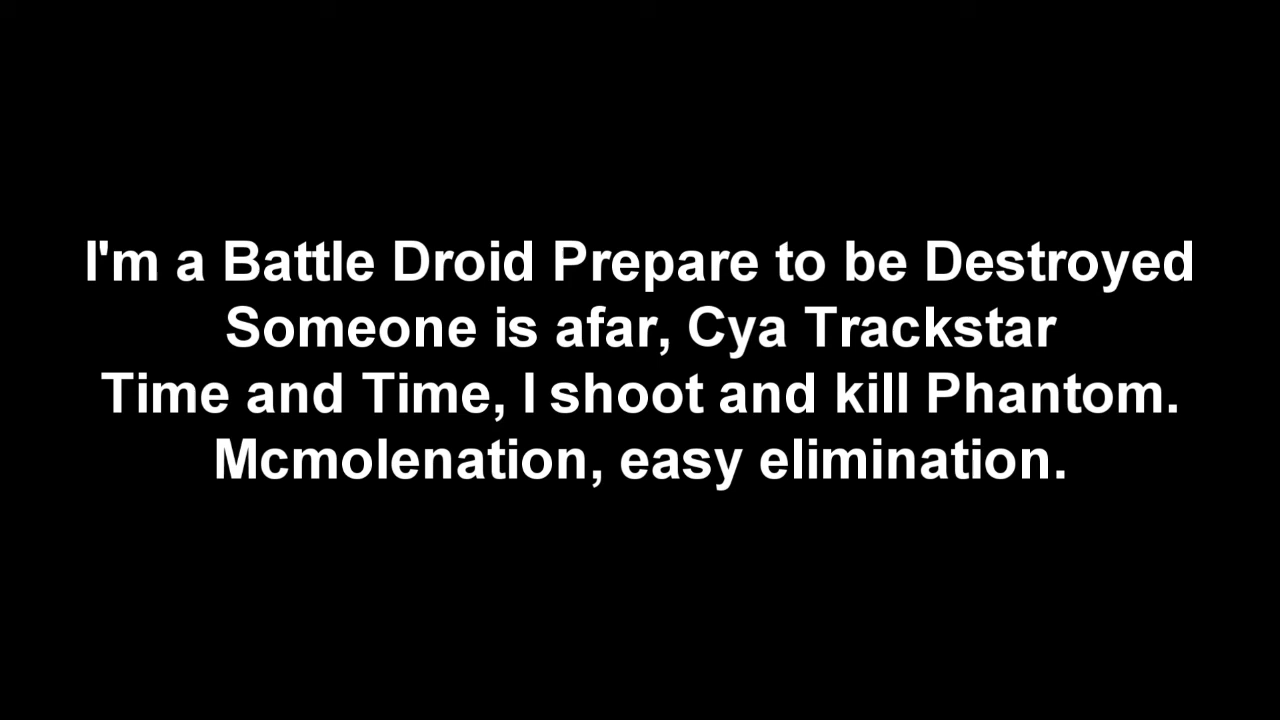 I'm a Battle Droid Prepare to be Destroyed
Someone is afar, Cya Trackstar
Time and Time, I shoot and kill Phantom.
Mcmolenation, easy elimination.